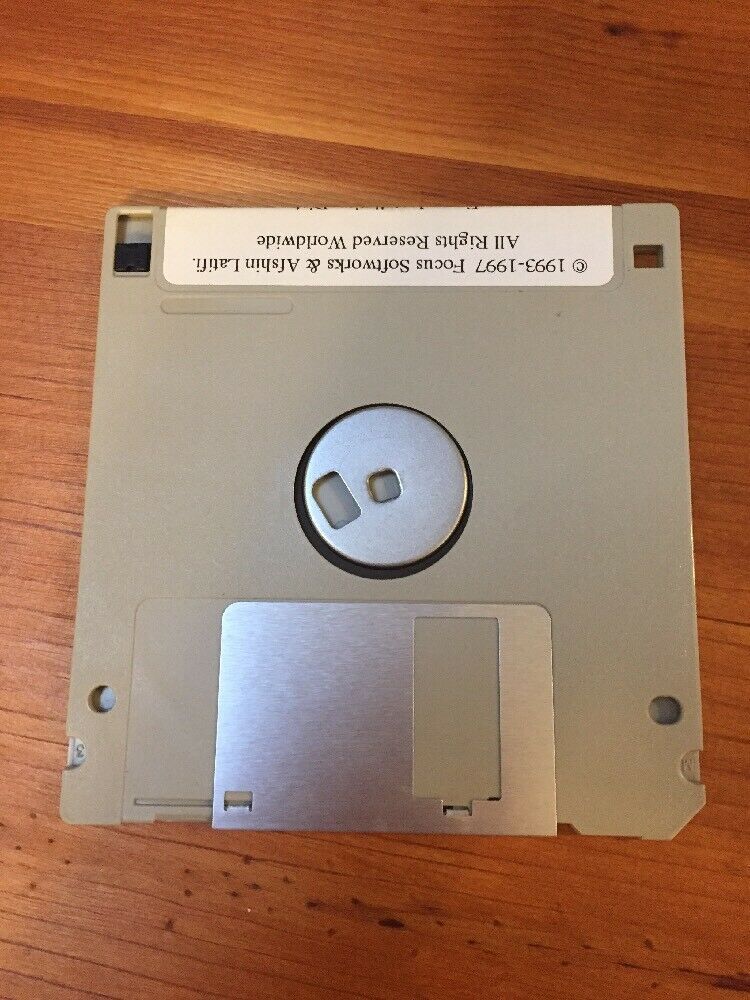 © 1993-1997 Focus Softworks & Afshin Latifi.
All Rights Reserved Worldwide